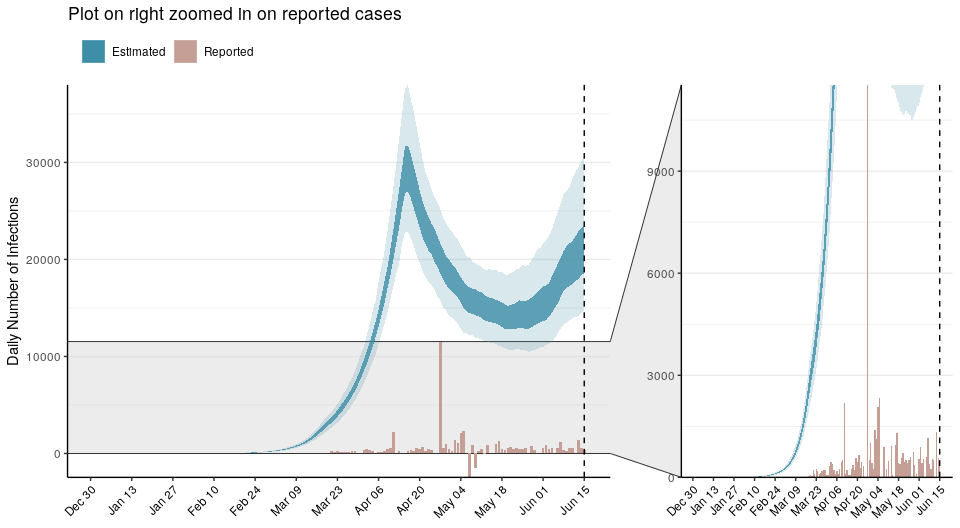 Plot on right zoomed in on reported cases
Estimated Reported
Daily Number of Infections
30000
20000
10000
0
Dec 30 Jan 13 Jan 27 Feb 10 Feb 24 Mar 09 Mar 23 Apr 06 Apr 20 May 04 May 18 Jun 01 Jun 15
9000
6000
3000
0
Dec 30 Jan 13 Jan 27 Feb 10 Feb 24 Mar 09 Mar 23 Apr 06 Apr 20 May 04 May 18 Jun 01 Jun 15